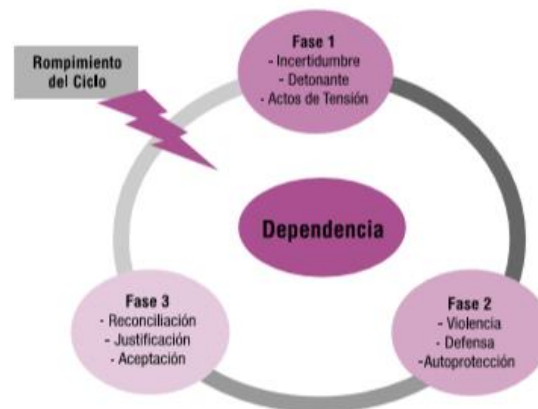 Rompimiento
del Ciclo
Fase 1
- Incertidumbre
- Detonante
- Actos de Tensión
Dependencia
Fase 3
- Reconciliación
- Justificación
- Aceptación
Fase 2
- Violencia
- Defensa
-Autoprotección